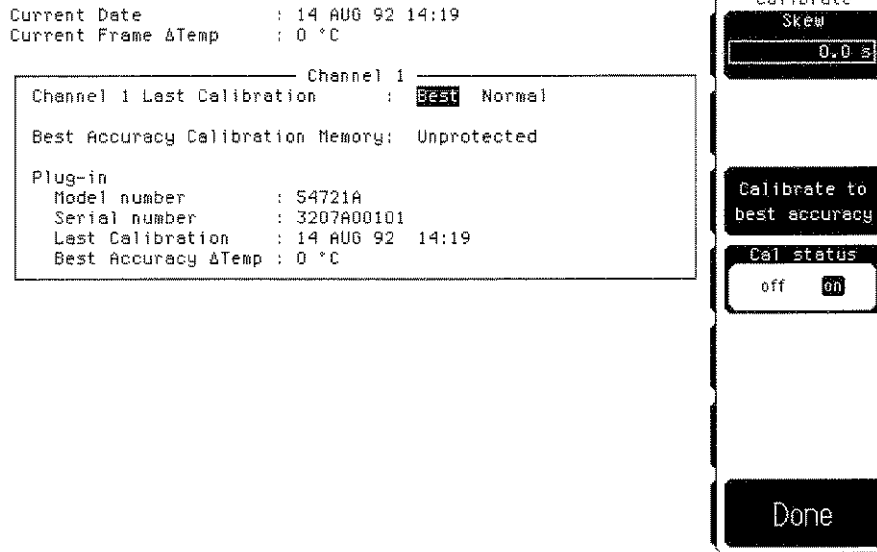 Current Date : 14 AUG 92 14:19
Current Frame ΔTemp : 0 °C
Channel 1
Channel 1 Last Calibration : Best Normal
Best Accuracy Calibration Memory: Unprotected
Plug-in
Model number : 54721A
Serial number : 3207A00101
Last Calibration : 14 AUG 92 14:19
Best Accuracy ΔTemp : 0 °C
Calibrate
Skew
0.0 s
Calibrate to
best accuracy
Cal status
off on
Done